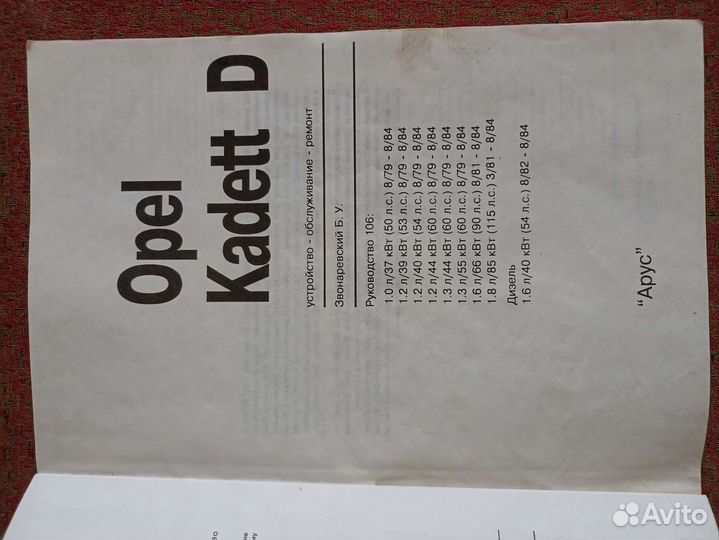 Opel
Kadett D
устройство - обслуживание - ремонт
Звонаревский Б. У.
Руководство 106:
1.0 л/37 кВт (50 л.с.) 8/79 - 8/84
1.2 л/39 кВт (53 л.с.) 8/79 - 8/84
1.2 л/40 кВт (54 л.с.) 8/79 - 8/84
1.2 л/44 кВт (60 л.с.) 8/79 - 8/84
1.3 л/44 кВт (60 л.с.) 8/79 - 8/84
1.3 л/55 кВт (60 л.с.) 8/79 - 8/84
1.6 л/66 кВт (90 л.с.) 8/81 - 8/84
1.8 л/85 кВт (115 л.с.) 3/81 - 8/84
Дизель
1.6 л/40 кВт (54 л.с.) 8/82 - 8/84
“Арус”
Avito